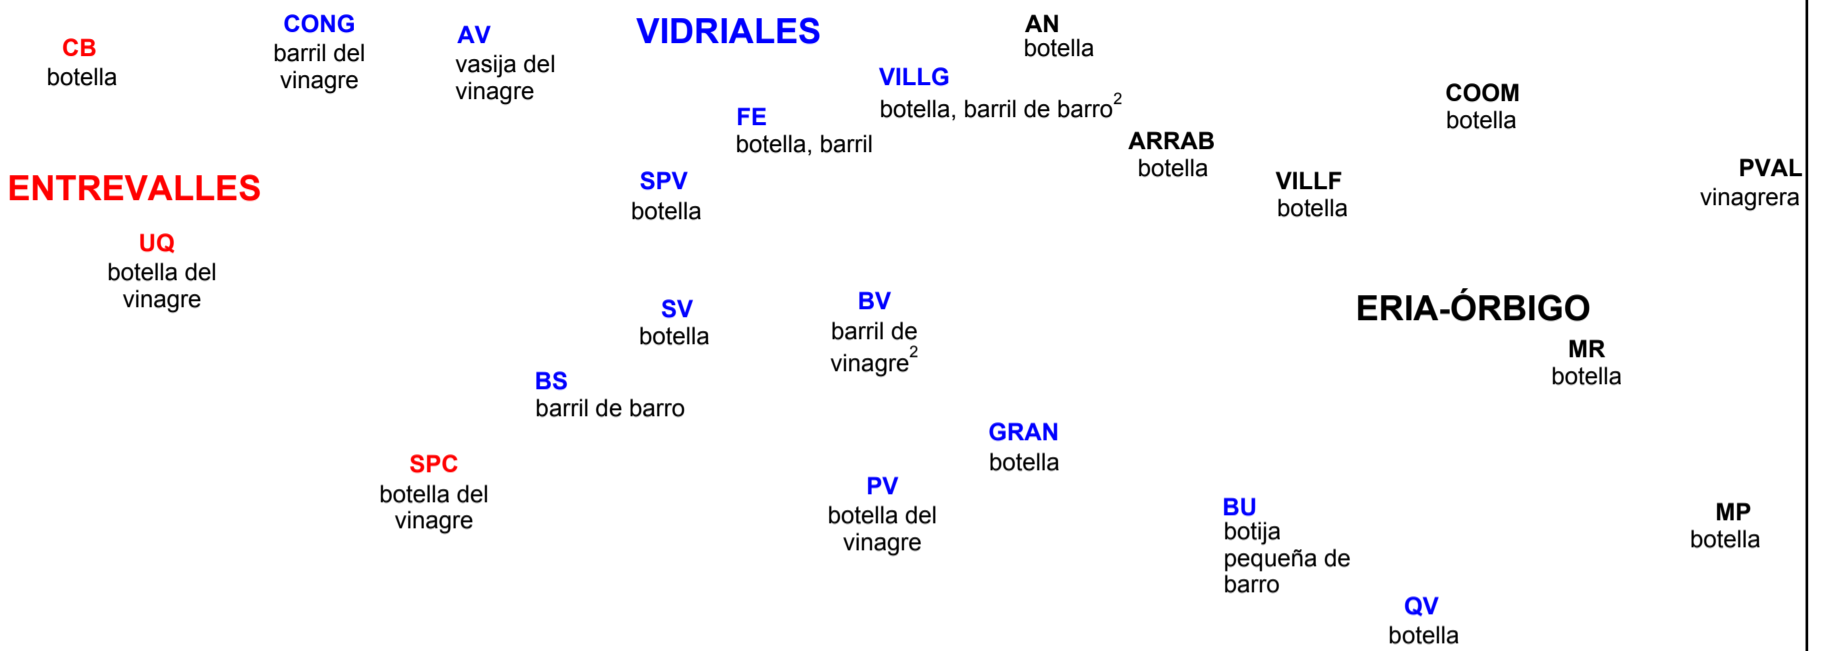 CB
botella
CONG
barril del
vinagre
AV
vasija del
vinagre
VIDRIALES
AN
botella
VILLG
botella, barril de barro²
FE
botella, barril
COOM
botella
ARRAB
botella
PVAL
vinagrera
ENTREVALLES
SPV
botella
VILLF
botella
UQ
botella del
vinagre
SV
botella
BV
barril de
vinagre²
ERIA-ÓRBIGO
MR
botella
BS
barril de barro
GRAN
botella
SPC
botella del
vinagre
PV
botella del
vinagre
BU
botija
pequeña de
barro
MP
botella
QV
botella